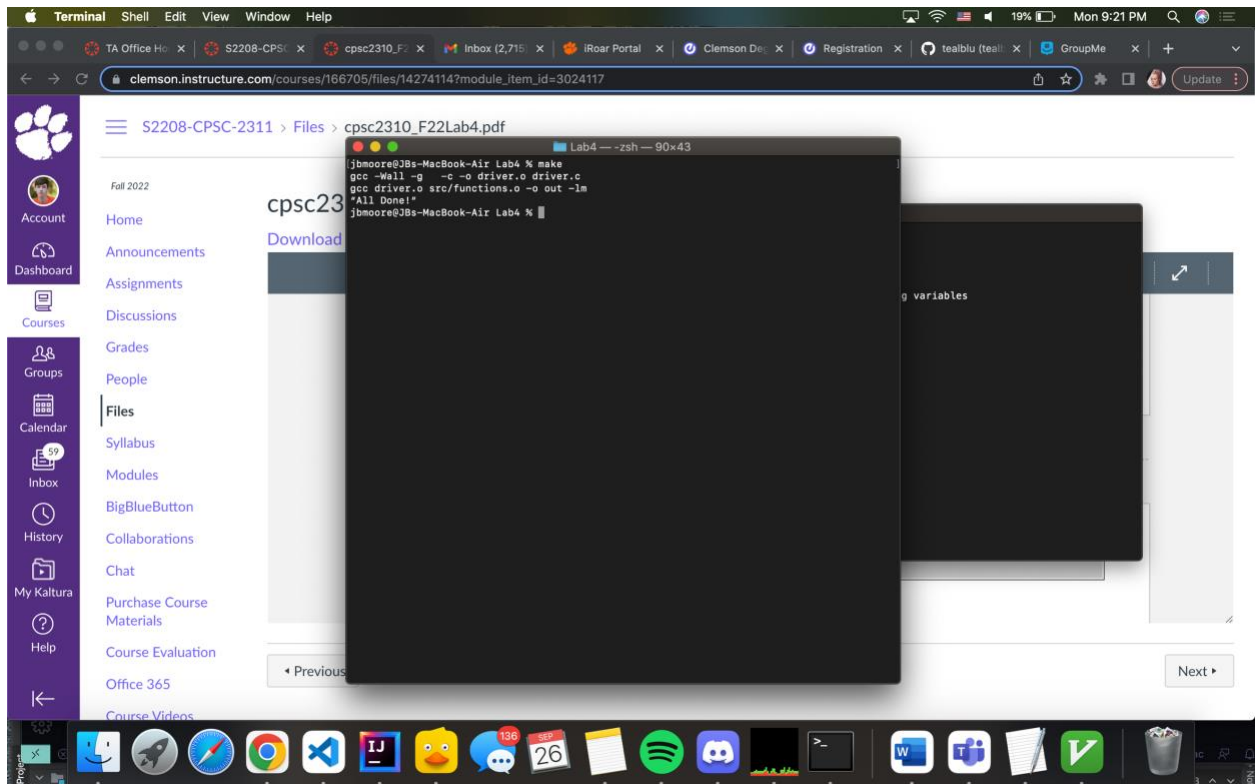 Terminal Shell Edit View Window Help 19% Mon 9:21 PM
TA Office Ho S2208-CPSC cpsc2310_F2 Inbox (2,715) iRoar Portal Clemson Deg Registration tealblu (teal GroupMe
clemson.instructure.com/courses/166705/files/14274114?module_item_id=3024117 Update
S2208-CPSC-2311 > Files > cpsc2310_F22Lab4.pdf
Lab4 — -zsh — 90×43
[jbmoore@JBs-MacBook-Air Lab4 % make ]
gcc -Wall -g -c -o driver.o driver.c
gcc driver.o src/functions.o -o out -lm
"All Done!"
jbmoore@JBs-MacBook-Air Lab4 %
Account
Dashboard
Courses
Groups
Calendar
59
Inbox
History
My Kaltura
Help
Fall 2022
Home
Announcements
Assignments
Discussions
Grades
People
Files
Syllabus
Modules
BigBlueButton
Collaborations
Chat
Purchase Course
Materials
Course Evaluation
Office 365
Course Videos
cpsc23
Download
g variables
Previous
Next
Project
IJ
136
SEP
26
>_
W
T
V